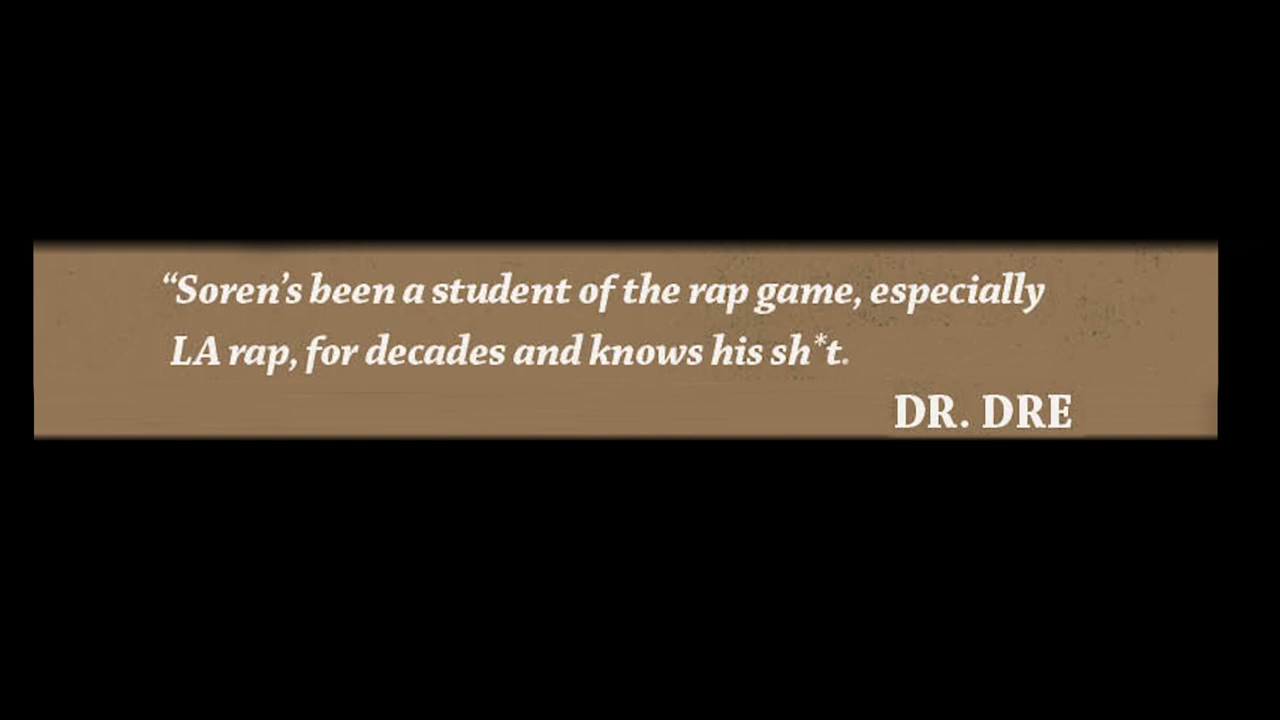 “Soren’s been a student of the rap game, especially
LA rap, for decades and knows his sh*t.
DR. DRE